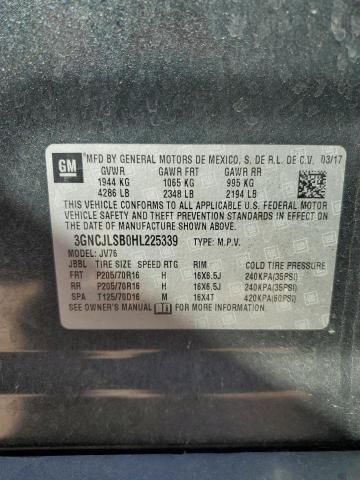 GM MFD BY GENERAL MOTORS DE MEXICO, S. DE R.L. DE C.V. 03/17
GVWR GAWR FRT GAWR RR
1944 KG 1065 KG 995 KG
4286 LB 2348 LB 2194 LB
THIS VEHICLE CONFORMS TO ALL APPLICABLE U.S. FEDERAL MOTOR
VEHICLE SAFETY AND THEFT PREVENTION STANDARDS IN EFFECT ON
THE DATE OF MANUFACTURE SHOWN ABOVE.
3GNCJLSB0HL225339 TYPE: M.P.V.
MODEL: JV76
JBBL TIRE SIZE SPEED RTG RIM COLD TIRE PRESSURE
FRT P205/70R16 H 16X6.5J 240KPA(35PSI)
RR P205/70R16 H 16X6.5J 240KPA(35PSI)
SPA T125/70D16 M 16X4T 420KPA(60PSI)
SEE OWNER'S MANUAL FOR ADDITIONAL INFORMATION